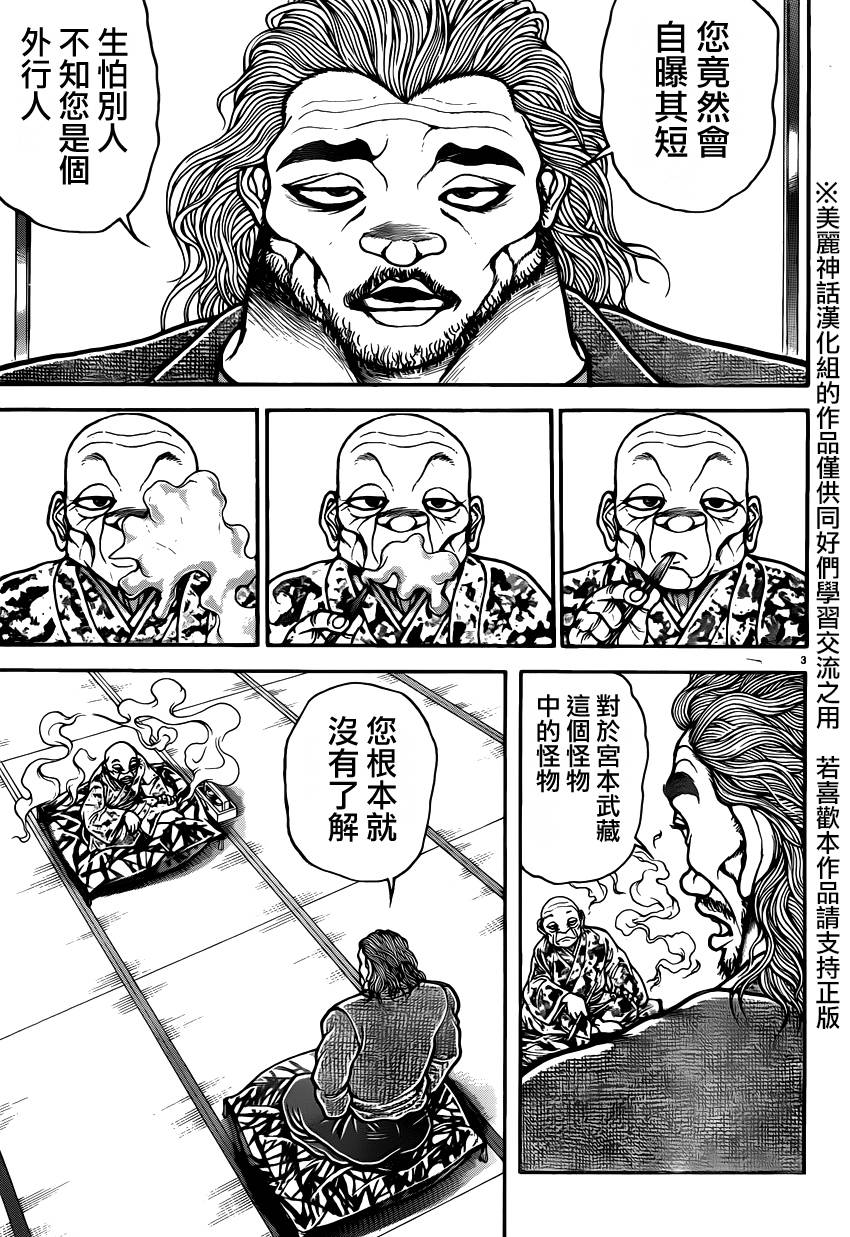 您竟然會
自曝其短
生怕別人
不知您是個
外行人
3
對於宮本武藏
這個怪物
中的怪物
您根本就
沒有了解
※美麗神話漢化組的作品僅供同好們學習交流之用 若喜歡本作品請支持正版